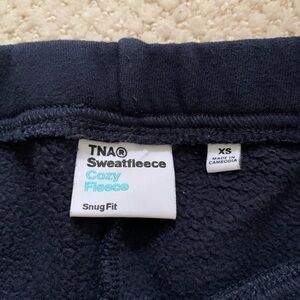 TNA®
Sweatfleece
Cozy
Fleece
Snug Fit
XS
MADE IN
CAMBODIA